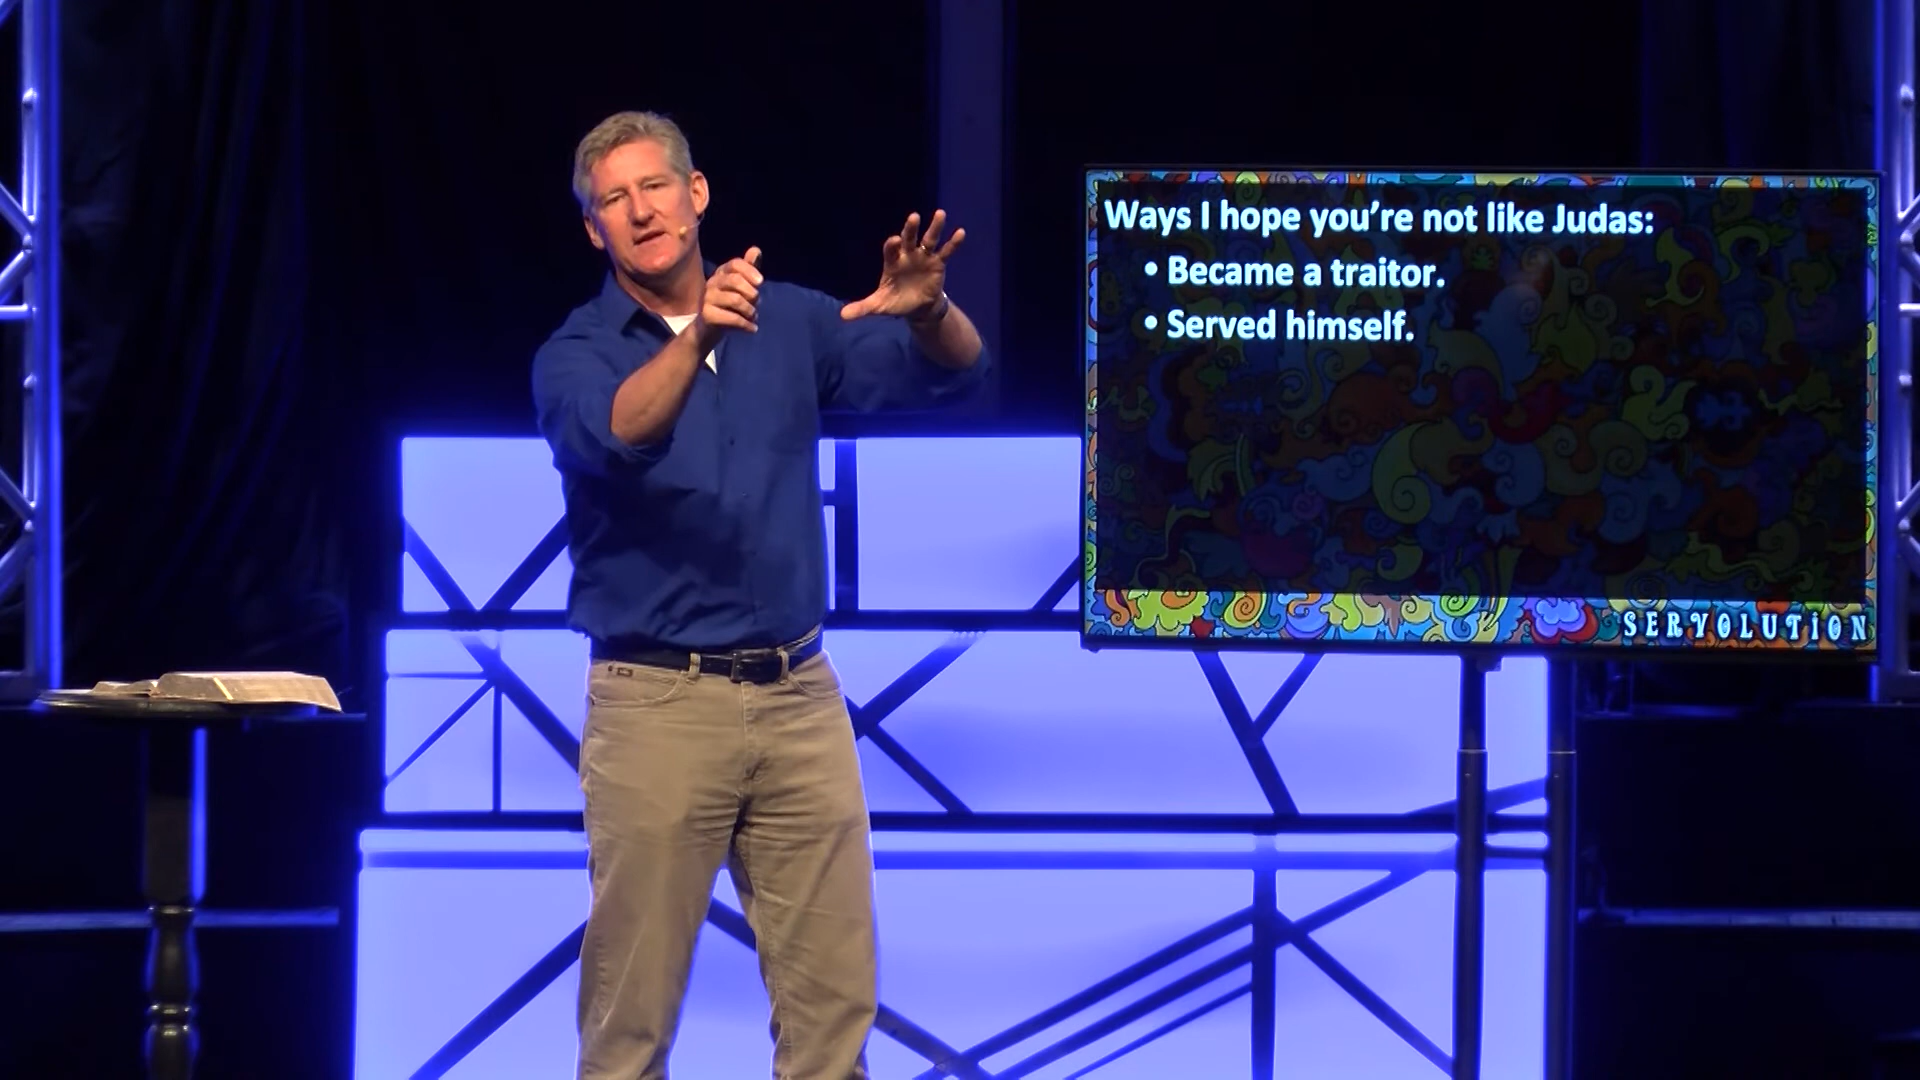 Ways I hope you're not like Judas:
• Became a traitor.
• Served himself.
SERVOLUTION